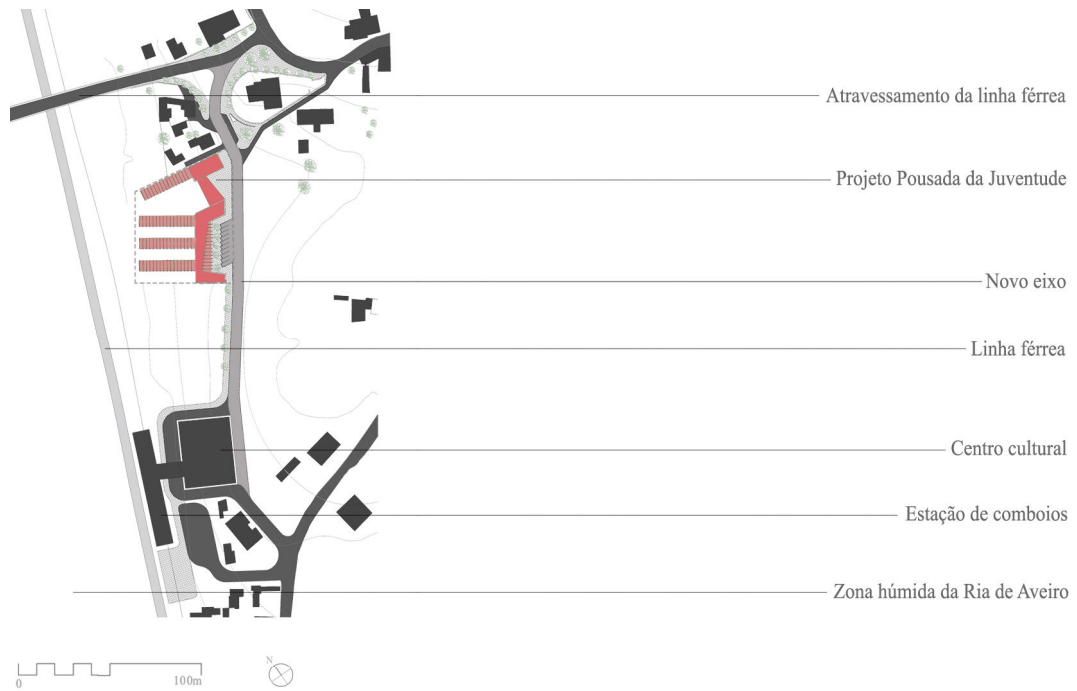 Atravessamento da linha férrea
Projeto Pousada da Juventude
Novo eixo
Linha férrea
Centro cultural
Estação de comboios
Zona húmida da Ria de Aveiro
0
100m
N